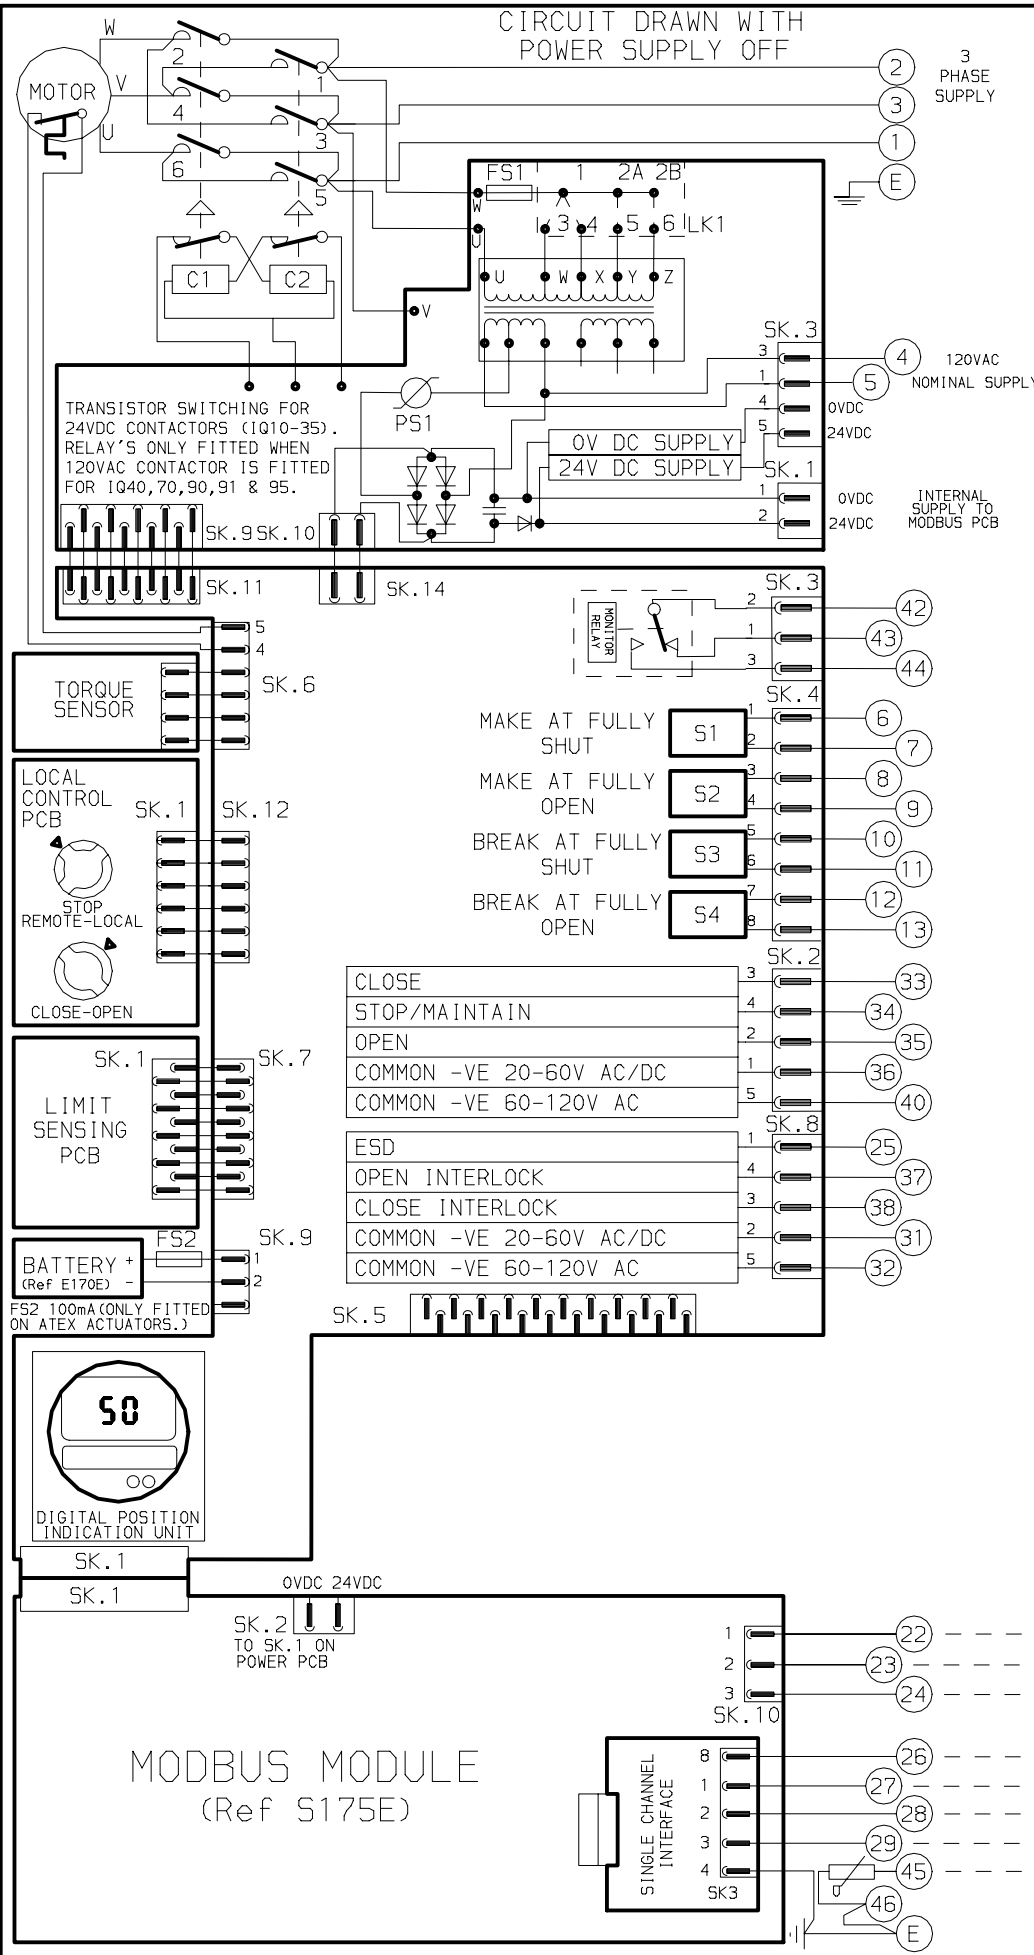 CIRCUIT DRAWN WITH
POWER SUPPLY OFF
W
2
MOTOR
V
4
U
6
1
3
5
2
3
1
E
3
PHASE
SUPPLY
FS1
1
2A
2B
W
U
3
4
5
6
LK1
C1
C2
U
W
X
Y
Z
V
PS1
TRANSISTOR SWITCHING FOR
24VDC CONTACTORS (IQ10-35).
RELAY'S ONLY FITTED WHEN
120VAC CONTACTOR IS FITTED
FOR IQ40,70,90,91 & 95.
0V DC SUPPLY
24V DC SUPPLY
SK.3
3
4
120VAC
1
5
NOMINAL SUPPLY
4
0VDC
5
24VDC
SK.1
1
0VDC
2
24VDC
INTERNAL
SUPPLY TO
MODBUS PCB
SK.9
SK.10
SK.11
SK.14
5
4
SK.6
TORQUE
SENSOR
MONITOR
RELAY
SK.3
2
42
1
43
3
44
SK.4
MAKE AT FULLY
SHUT
S1
1
6
2
7
MAKE AT FULLY
OPEN
S2
3
8
4
9
BREAK AT FULLY
SHUT
S3
5
10
6
11
BREAK AT FULLY
OPEN
S4
7
12
8
13
LOCAL
CONTROL
PCB
SK.1
SK.12
STOP
REMOTE-LOCAL
CLOSE-OPEN
SK.2
CLOSE
3
33
STOP/MAINTAIN
4
34
OPEN
2
35
COMMON -VE 20-60V AC/DC
1
36
COMMON -VE 60-120V AC
5
40
SK.1
SK.7
LIMIT
SENSING
PCB
SK.8
ESD
1
25
OPEN INTERLOCK
4
37
CLOSE INTERLOCK
3
38
COMMON -VE 20-60V AC/DC
2
31
COMMON -VE 60-120V AC
5
32
FS2
SK.9
BATTERY +
(Ref E170E) -
1
2
FS2 100mA(ONLY FITTED
ON ATEX ACTUATORS.)
SK.5
50
DIGITAL POSITION
INDICATION UNIT
SK.1
SK.1
0VDC 24VDC
SK.2
TO SK.1 ON
POWER PCB
1
22
2
23
3
24
SK.10
MODBUS MODULE
(Ref S175E)
SINGLE CHANNEL
INTERFACE
8
26
1
27
2
28
3
29
4
45
SK3
U
46
E